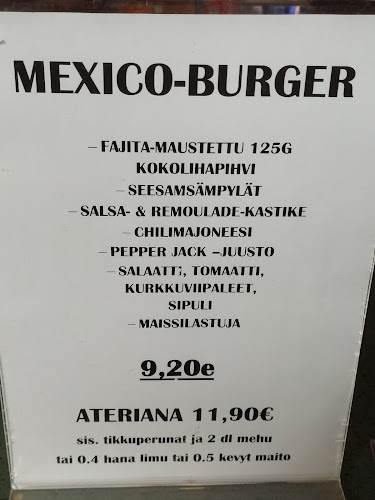 MEXICO-BURGER
– FAJITA-MAUSTETTU 125G
KOKOLIHAPIHVI
– SEESAMSÄMPYLÄT
– SALSA- & REMOULADE-KASTIKE
– CHILIMAJONEESI
– PEPPER JACK –JUUSTO
– SALAATTI, TOMAATTI,
KURKKUVIIPALEET,
SIPULI
– MAISSILASTUJA
9,20e
ATERIANA 11,90€
sis. tikkuperunat ja 2 dl mehu
tai 0.4 hana limu tai 0.5 kevyt maito